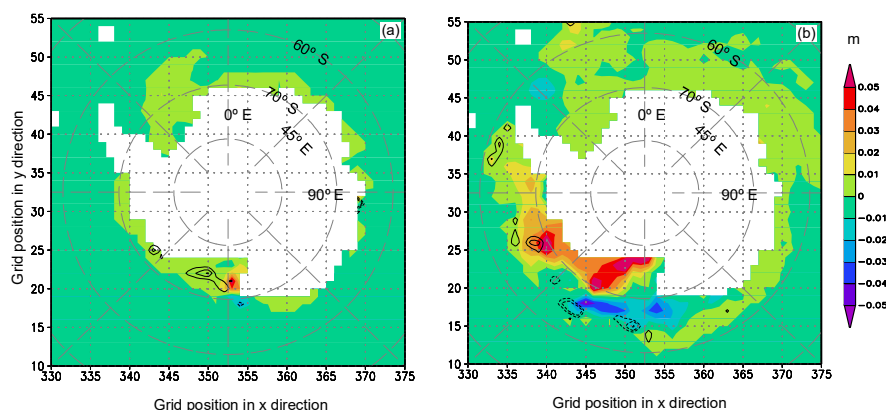 (a)
60° S
70° S
0° E
45° E
90° E
55
50
45
40
35
30
25
20
15
10
330 335 340 345 350 355 360 365 370 375
Grid position in y direction
Grid position in x direction
(b)
60° S
70° S
0° E
45° E
90° E
55
50
45
40
35
30
25
20
15
10
330 335 340 345 350 355 360 365 370 375
Grid position in y direction
Grid position in x direction
m
0.05
0.04
0.03
0.02
0.01
0
-0.01
-0.02
-0.03
-0.04
-0.05